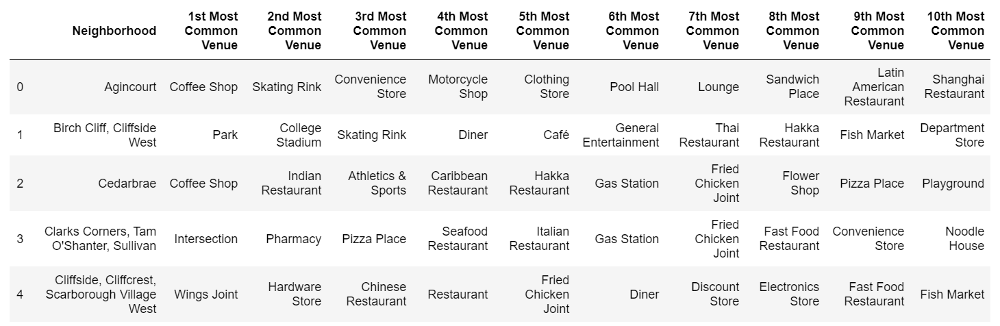 Neighborhood 1st Most Common Venue 2nd Most Common Venue 3rd Most Common Venue 4th Most Common Venue 5th Most Common Venue 6th Most Common Venue 7th Most Common Venue 8th Most Common Venue 9th Most Common Venue 10th Most Common Venue
0 Agincourt Coffee Shop Skating Rink Convenience Store Motorcycle Shop Clothing Store Pool Hall Lounge Sandwich Place Latin American Restaurant Shanghai Restaurant
1 Birch Cliff, Cliffside West Park College Stadium Skating Rink Diner Café General Entertainment Thai Restaurant Hakka Restaurant Fish Market Department Store
2 Cedarbrae Coffee Shop Indian Restaurant Athletics & Sports Caribbean Restaurant Hakka Restaurant Gas Station Fried Chicken Joint Flower Shop Pizza Place Playground
3 Clarks Corners, Tam O'Shanter, Sullivan Intersection Pharmacy Pizza Place Seafood Restaurant Italian Restaurant Gas Station Fried Chicken Joint Fast Food Restaurant Convenience Store Noodle House
4 Cliffside, Cliffcrest, Scarborough Village West Wings Joint Hardware Store Chinese Restaurant Restaurant Fried Chicken Joint Diner Discount Store Electronics Store Fast Food Restaurant Fish Market